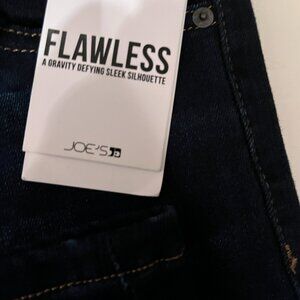 FLAWLESS
A GRAVITY DEFYING SLEEK SILHOUETTE
JOE'S